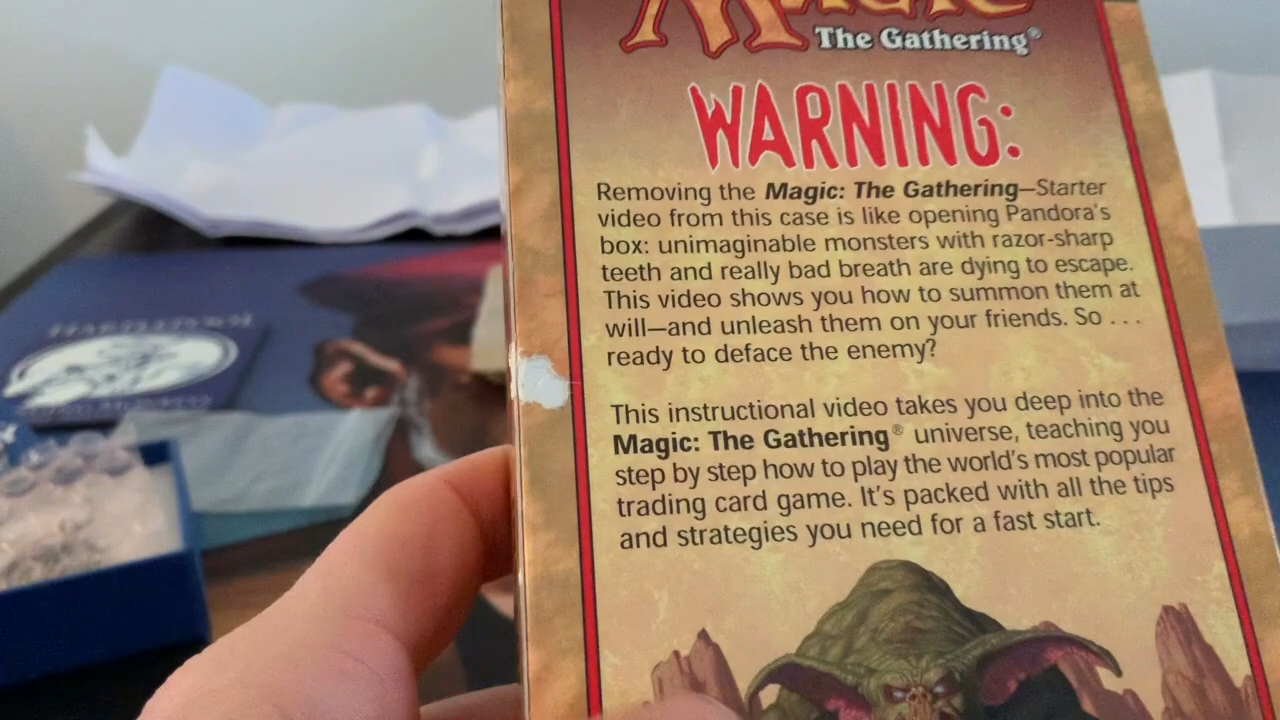 MAGIC
The Gathering®
WARNING:
Removing the Magic: The Gathering—Starter
video from this case is like opening Pandora's
box: unimaginable monsters with razor-sharp
teeth and really bad breath are dying to escape.
This video shows you how to summon them at
will—and unleash them on your friends. So . . .
ready to deface the enemy?
This instructional video takes you deep into the
Magic: The Gathering® universe, teaching you
step by step how to play the world's most popular
trading card game. It's packed with all the tips
and strategies you need for a fast start.